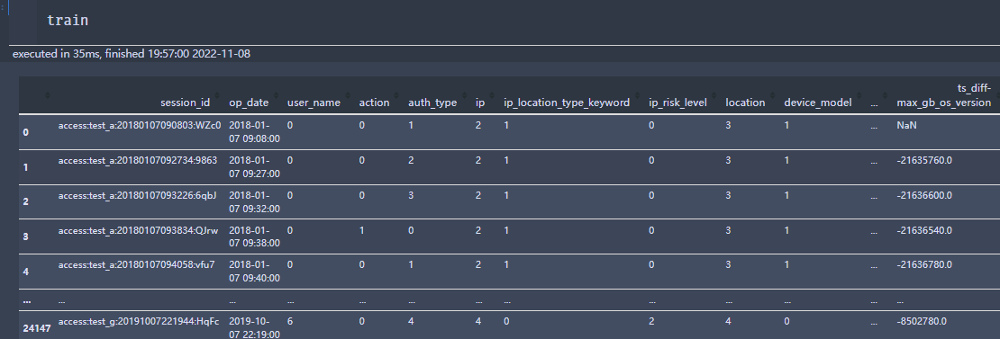 train
executed in 35ms, finished 19:57:00 2022-11-08
session_id op_date user_name action auth_type ip ip_location_type_keyword ip_risk_level location device_model ... ts_diff-max_gb_os_version
0 access:test_a:20180107090803:WZc0 2018-01-07 09:08:00 0 0 1 2 1 0 3 1 ... NaN
1 access:test_a:20180107092734:9863 2018-01-07 09:27:00 0 0 2 2 1 0 3 1 ... -21635760.0
2 access:test_a:20180107093226:6qbJ 2018-01-07 09:32:00 0 0 3 2 1 0 3 1 ... -21636600.0
3 access:test_a:20180107093834:QJrw 2018-01-07 09:38:00 0 1 0 2 1 0 3 1 ... -21636540.0
4 access:test_a:20180107094058:vfu7 2018-01-07 09:40:00 0 0 1 2 1 0 3 1 ... -21636780.0
... ... ... ... ... ... ... ... ... ... ... ... ...
24147 access:test_g:20191007221944:HqFc 2019-10-07 22:19:00 6 0 4 4 0 2 4 0 ... -8502780.0